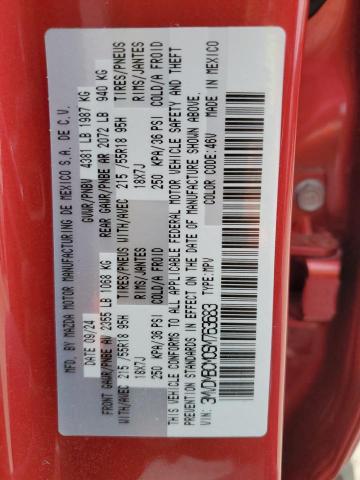 MFD BY MAZDA MOTOR MANUFACTURING DE MEXICO S.A. DE C.V.
DATE 09/24 GVWR/PNBV 4381 LB 1987 KG
FRONT GAWR/PNBE AV 2355 LB 1068 KG REAR GAWR/PNBE AR 2072 LB 940 KG
WITH/AVEC TIRES/PNEUS WITH/AVEC TIRES/PNEUS
215/55R18 95H RIMS/JANTES 215/55R18 95H RIMS/JANTES
18X7J COLD/A FROID 18X7J COLD/A FROID
250 KPA/36 PSI 250 KPA/36 PSI
THIS VEHICLE CONFORMS TO ALL APPLICABLE FEDERAL MOTOR VEHICLE SAFETY AND THEFT
PREVENTION STANDARDS IN EFFECT ON THE DATE OF MANUFACTURE SHOWN ABOVE.
VIN: TYPE:MPV COLOR CODE:46V MADE IN MEXICO